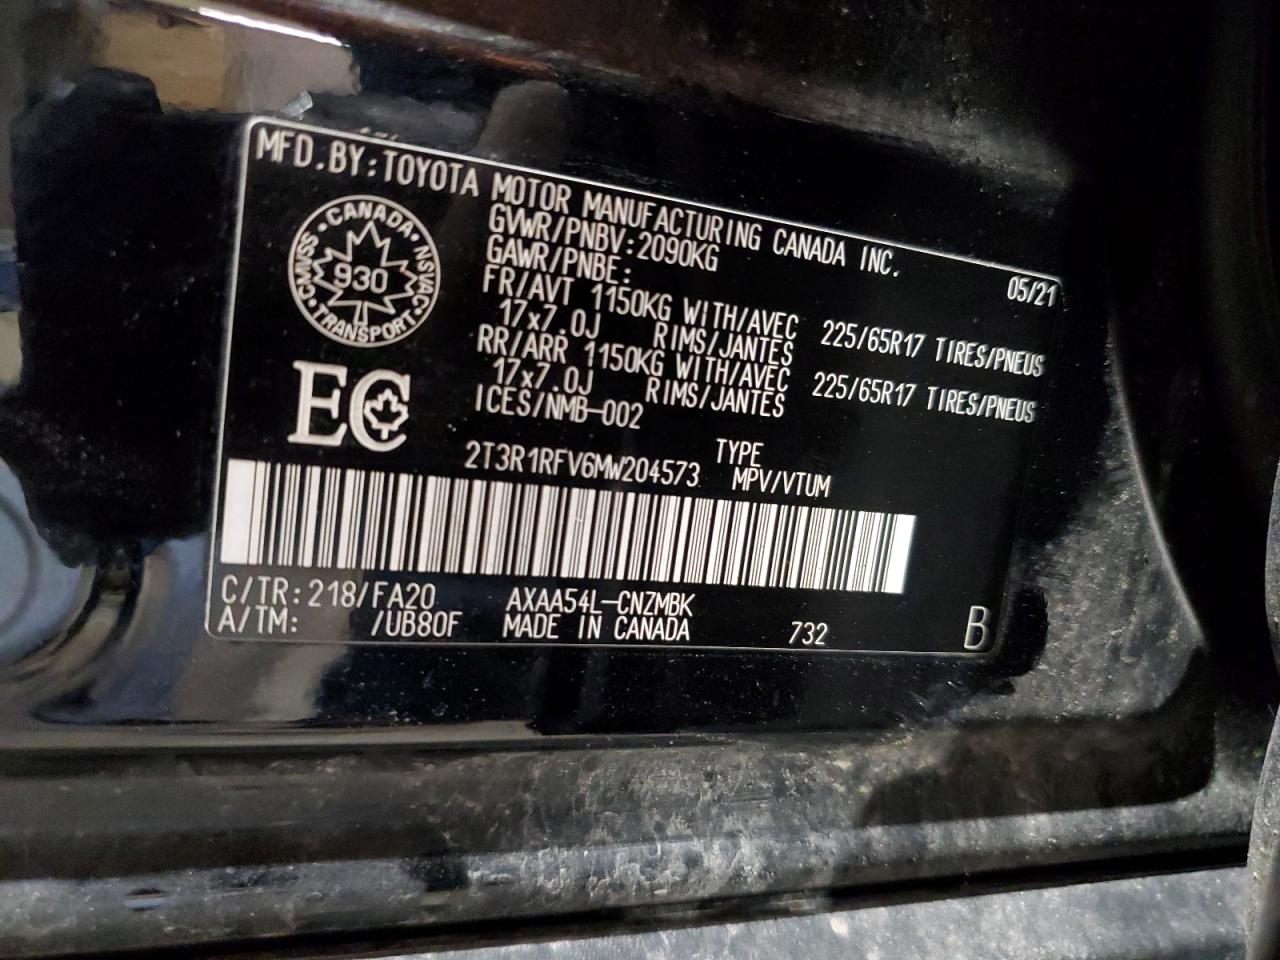 MFD.BY:TOYOTA MOTOR MANUFACTURING CANADA INC.
05/21
GVWR/PNBV:2090KG
GAWR/PNBE:
FR/AVT 1150KG WITH/AVEC 225/65R17 TIRES/PNEUS
17x7.0J RIMS/JANTES
RR/ARR 1150KG WITH/AVEC 225/65R17 TIRES/PNEUS
17x7.0J RIMS/JANTES
ICES/NMB-002
CANADA
NSVAC
TRANSPORT
CMVSS
930
EC
2T3R1RFV6MW204573
TYPE
MPV/VTUM
C/TR:218/FA20 AXAA54L-CNZMBK
A/TM: /UB80F MADE IN CANADA 732 B